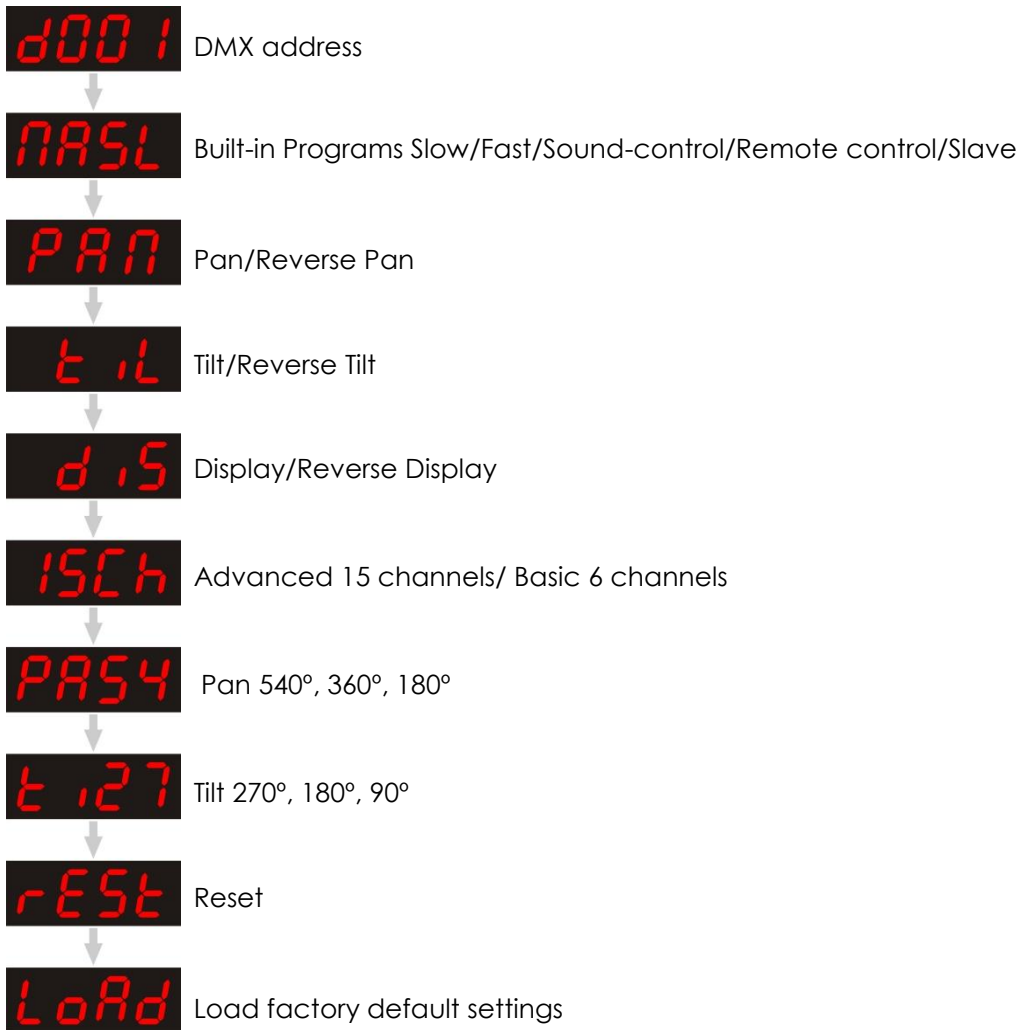 d001 DMX address
MASL Built-in Programs Slow/Fast/Sound-control/Remote control/Slave
PAN Pan/Reverse Pan
tiL Tilt/Reverse Tilt
diS Display/Reverse Display
15Ch Advanced 15 channels/ Basic 6 channels
PA54 Pan 540º, 360º, 180º
ti27 Tilt 270º, 180º, 90º
rESt Reset
LoAd Load factory default settings